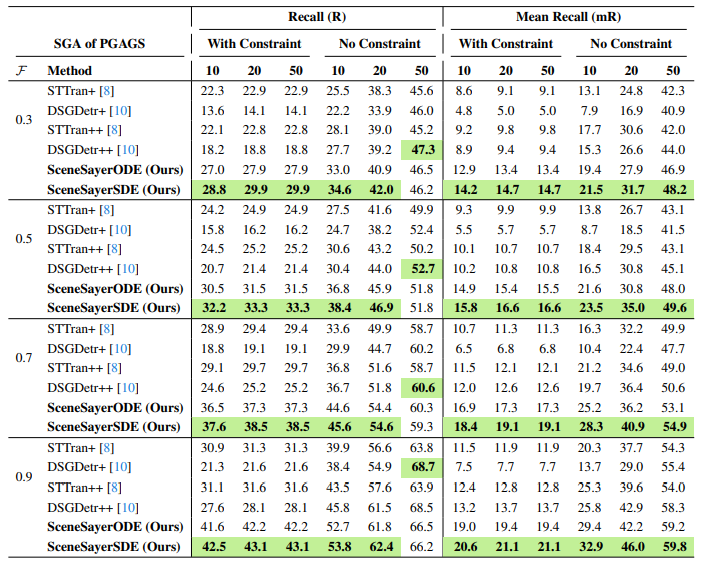 Recall (R) Mean Recall (mR)
SGA of PGAGS With Constraint No Constraint With Constraint No Constraint
F Method 10 20 50 10 20 50 10 20 50 10 20 50
0.3
STTran+ [8] 22.3 22.9 22.9 25.5 38.3 45.6 8.6 9.1 9.1 13.1 24.8 42.3
DSGDetr+ [10] 13.6 14.1 14.1 22.2 33.9 46.0 4.8 5.0 5.0 7.9 16.9 40.9
STTran++ [8] 22.1 22.8 22.8 28.1 39.0 45.2 9.2 9.8 9.8 17.7 30.6 42.0
DSGDetr++ [10] 18.2 18.8 18.8 27.7 39.2 47.3 8.9 9.4 9.4 15.3 26.6 44.0
SceneSayerODE (Ours) 27.0 27.9 27.9 33.0 40.9 46.5 12.9 13.4 13.4 19.4 27.9 46.9
SceneSayerSDE (Ours) 28.8 29.9 29.9 34.6 42.0 46.2 14.2 14.7 14.7 21.5 31.7 48.2
0.5
STTran+ [8] 24.2 24.9 24.9 27.5 41.6 49.9 9.3 9.9 9.9 13.8 26.7 43.1
DSGDetr+ [10] 15.8 16.2 16.2 24.7 38.2 52.4 5.5 5.7 5.7 8.7 18.5 41.5
STTran++ [8] 24.5 25.2 25.2 30.6 43.2 50.2 10.1 10.7 10.7 18.4 29.5 43.1
DSGDetr++ [10] 20.7 21.4 21.4 30.4 44.0 52.7 10.2 10.8 10.8 16.5 30.8 45.1
SceneSayerODE (Ours) 30.5 31.5 31.5 36.8 45.9 51.8 14.9 15.4 15.5 21.6 30.8 48.0
SceneSayerSDE (Ours) 32.2 33.3 33.3 38.4 46.9 51.8 15.8 16.6 16.6 23.5 35.0 49.6
0.7
STTran+ [8] 28.9 29.4 29.4 33.6 49.9 58.7 10.7 11.3 11.3 16.3 32.2 49.9
DSGDetr+ [10] 18.8 19.1 19.1 29.9 44.7 60.2 6.5 6.8 6.8 10.4 22.4 47.7
STTran++ [8] 29.1 29.7 29.7 36.8 51.6 58.7 11.5 12.1 12.1 21.2 34.6 49.0
DSGDetr++ [10] 24.6 25.2 25.2 36.7 51.8 60.6 12.0 12.6 12.6 19.7 36.4 50.6
SceneSayerODE (Ours) 36.5 37.3 37.3 44.6 54.4 60.3 16.9 17.3 17.3 25.2 36.2 53.1
SceneSayerSDE (Ours) 37.6 38.5 38.5 45.6 54.6 59.3 18.4 19.1 19.1 28.3 40.9 54.9
0.9
STTran+ [8] 30.9 31.3 31.3 39.9 56.6 63.8 11.5 11.9 11.9 20.3 37.7 54.3
DSGDetr+ [10] 21.3 21.6 21.6 38.4 54.9 68.7 7.5 7.7 7.7 13.7 29.0 55.4
STTran++ [8] 31.1 31.6 31.6 43.5 57.6 63.9 12.4 12.8 12.8 25.3 39.6 54.0
DSGDetr++ [10] 27.6 28.1 28.1 45.8 61.5 68.5 13.2 13.7 13.7 25.8 42.9 58.3
SceneSayerODE (Ours) 41.6 42.2 42.2 52.7 61.8 66.5 19.0 19.4 19.4 29.4 42.2 59.2
SceneSayerSDE (Ours) 42.5 43.1 43.1 53.8 62.4 66.2 20.6 21.1 21.1 32.9 46.0 59.8